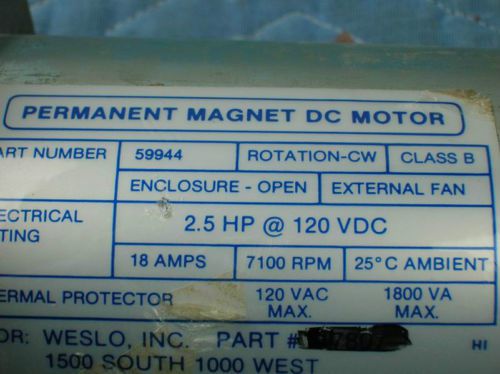 PERMANENT MAGNET DC MOTOR
ART NUMBER 59944 ROTATION-CW CLASS B
ENCLOSURE - OPEN EXTERNAL FAN
ECTRICAL
TING
2.5 HP @ 120 VDC
18 AMPS 7100 RPM 25°C AMBIENT
ERMAL PROTECTOR 120 VAC MAX. 1800 VA MAX.
OR: WESLO, INC. PART #
1500 SOUTH 1000 WEST
HI